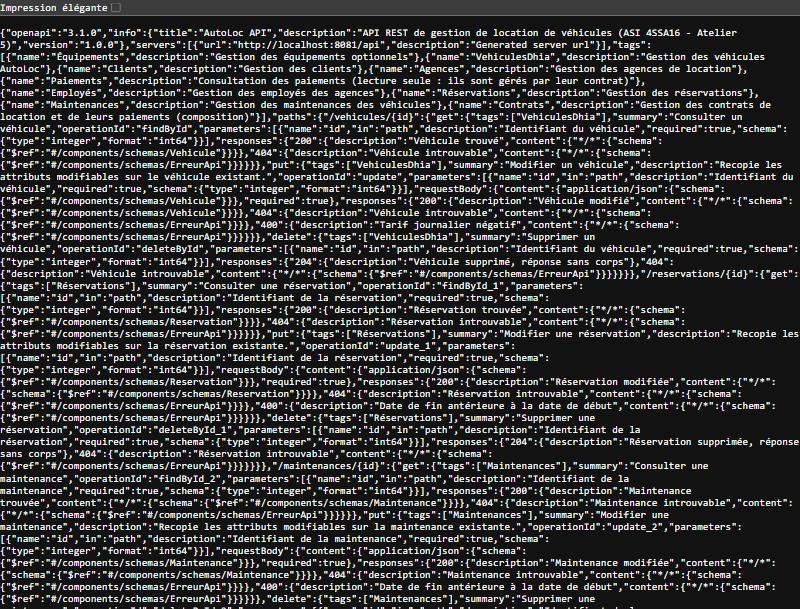 Impression élégante
{"openapi":"3.1.0","info":{"title":"AutoLoc API","description":"API REST de gestion de location de véhicules (ASI 4SSA16 - Atelier
5)","version":"1.0.0"},"servers":[{"url":"http://localhost:8081/api","description":"Generated server url"}],"tags":
[{"name":"Équipements","description":"Gestion des équipements optionnels"},{"name":"VehiculesDhia","description":"Gestion des véhicules
AutoLoc"},{"name":"Clients","description":"Gestion des clients"},{"name":"Agences","description":"Gestion des agences de location"},
{"name":"Paiements","description":"Consultation des paiements (lecture seule : ils sont gérés par leur contrat)"},
{"name":"Employés","description":"Gestion des employés des agences"},{"name":"Réservations","description":"Gestion des réservations"},
{"name":"Maintenances","description":"Gestion des maintenances des véhicules"},{"name":"Contrats","description":"Gestion des contrats de
location et de leurs paiements (composition)"}],"paths":{"/vehicules/{id}":{"get":{"tags":["VehiculesDhia"],"summary":"Consulter un
véhicule","operationId":"findById","parameters":[{"name":"id","in":"path","description":"Identifiant du véhicule","required":true,"schema":
{"type":"integer","format":"int64"}}],"responses":{"200":{"description":"Véhicule trouvé","content":{"*/*":{"schema":
{"$ref":"#/components/schemas/Vehicule"}}}},"404":{"description":"Véhicule introuvable","content":{"*/*":{"schema":
{"$ref":"#/components/schemas/ErreurApi"}}}}}},"put":{"tags":["VehiculesDhia"],"summary":"Modifier un véhicule","description":"Recopie les
attributs modifiables sur le véhicule existant.","operationId":"update","parameters":[{"name":"id","in":"path","description":"Identifiant du
véhicule","required":true,"schema":{"type":"integer","format":"int64"}}],"requestBody":{"content":{"application/json":{"schema":
{"$ref":"#/components/schemas/Vehicule"}}},"required":true},"responses":{"200":{"description":"Véhicule modifié","content":{"*/*":{"schema":
{"$ref":"#/components/schemas/Vehicule"}}}},"404":{"description":"Véhicule introuvable","content":{"*/*":{"schema":
{"$ref":"#/components/schemas/ErreurApi"}}}},"400":{"description":"Tarif journalier négatif","content":{"*/*":{"schema":
{"$ref":"#/components/schemas/ErreurApi"}}}}}},"delete":{"tags":["VehiculesDhia"],"summary":"Supprimer un
véhicule","operationId":"deleteById","parameters":[{"name":"id","in":"path","description":"Identifiant du véhicule","required":true,"schema":
{"type":"integer","format":"int64"}}],"responses":{"204":{"description":"Véhicule supprimé, réponse sans corps"},"404":
{"description":"Véhicule introuvable","content":{"*/*":{"schema":{"$ref":"#/components/schemas/ErreurApi"}}}}}}},"/reservations/{id}":{"get":
{"tags":["Réservations"],"summary":"Consulter une réservation","operationId":"findById_1","parameters":
[{"name":"id","in":"path","description":"Identifiant de la réservation","required":true,"schema":
{"type":"integer","format":"int64"}}],"responses":{"200":{"description":"Réservation trouvée","content":{"*/*":{"schema":
{"$ref":"#/components/schemas/Reservation"}}}},"404":{"description":"Réservation introuvable","content":{"*/*":{"schema":
{"$ref":"#/components/schemas/ErreurApi"}}}}}},"put":{"tags":["Réservations"],"summary":"Modifier une réservation","description":"Recopie les
attributs modifiables sur la réservation existante.","operationId":"update_1","parameters":
[{"name":"id","in":"path","description":"Identifiant de la réservation","required":true,"schema":
{"type":"integer","format":"int64"}}],"requestBody":{"content":{"application/json":{"schema":
{"$ref":"#/components/schemas/Reservation"}}},"required":true},"responses":{"200":{"description":"Réservation modifiée","content":{"*/*":
{"schema":{"$ref":"#/components/schemas/Reservation"}}}},"404":{"description":"Réservation introuvable","content":{"*/*":{"schema":
{"$ref":"#/components/schemas/ErreurApi"}}}},"400":{"description":"Date de fin antérieure à la date de début","content":{"*/*":{"schema":
{"$ref":"#/components/schemas/ErreurApi"}}}}}},"delete":{"tags":["Réservations"],"summary":"Supprimer une
réservation","operationId":"deleteById_1","parameters":[{"name":"id","in":"path","description":"Identifiant de la
réservation","required":true,"schema":{"type":"integer","format":"int64"}}],"responses":{"204":{"description":"Réservation supprimée, réponse
sans corps"},"404":{"description":"Réservation introuvable","content":{"*/*":{"schema":
{"$ref":"#/components/schemas/ErreurApi"}}}}}}},"/maintenances/{id}":{"get":{"tags":["Maintenances"],"summary":"Consulter une
maintenance","operationId":"findById_2","parameters":[{"name":"id","in":"path","description":"Identifiant de la
maintenance","required":true,"schema":{"type":"integer","format":"int64"}}],"responses":{"200":{"description":"Maintenance
trouvée","content":{"*/*":{"schema":{"$ref":"#/components/schemas/Maintenance"}}}},"404":{"description":"Maintenance introuvable","content":
{"*/*":{"schema":{"$ref":"#/components/schemas/ErreurApi"}}}}}},"put":{"tags":["Maintenances"],"summary":"Modifier une
maintenance","description":"Recopie les attributs modifiables sur la maintenance existante.","operationId":"update_2","parameters":
[{"name":"id","in":"path","description":"Identifiant de la maintenance","required":true,"schema":
{"type":"integer","format":"int64"}}],"requestBody":{"content":{"application/json":{"schema":
{"$ref":"#/components/schemas/Maintenance"}}},"required":true},"responses":{"200":{"description":"Maintenance modifiée","content":{"*/*":
{"schema":{"$ref":"#/components/schemas/Maintenance"}}}},"404":{"description":"Maintenance introuvable","content":{"*/*":{"schema":
{"$ref":"#/components/schemas/ErreurApi"}}}},"400":{"description":"Date de fin antérieure à la date de début","content":{"*/*":{"schema":
{"$ref":"#/components/schemas/ErreurApi"}}}}}},"delete":{"tags":["Maintenances"],"summary":"Supprimer une